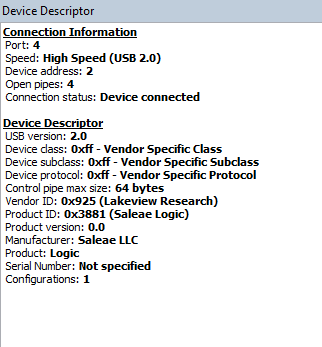 Device Descriptor
Connection Information
Port: 4
Speed: High Speed (USB 2.0)
Device address: 2
Open pipes: 4
Connection status: Device connected
Device Descriptor
USB version: 2.0
Device class: 0xff - Vendor Specific Class
Device subclass: 0xff - Vendor Specific Subclass
Device protocol: 0xff - Vendor Specific Protocol
Control pipe max size: 64 bytes
Vendor ID: 0x925 (Lakeview Research)
Product ID: 0x3881 (Saleae Logic)
Product version: 0.0
Manufacturer: Saleae LLC
Product: Logic
Serial Number: Not specified
Configurations: 1